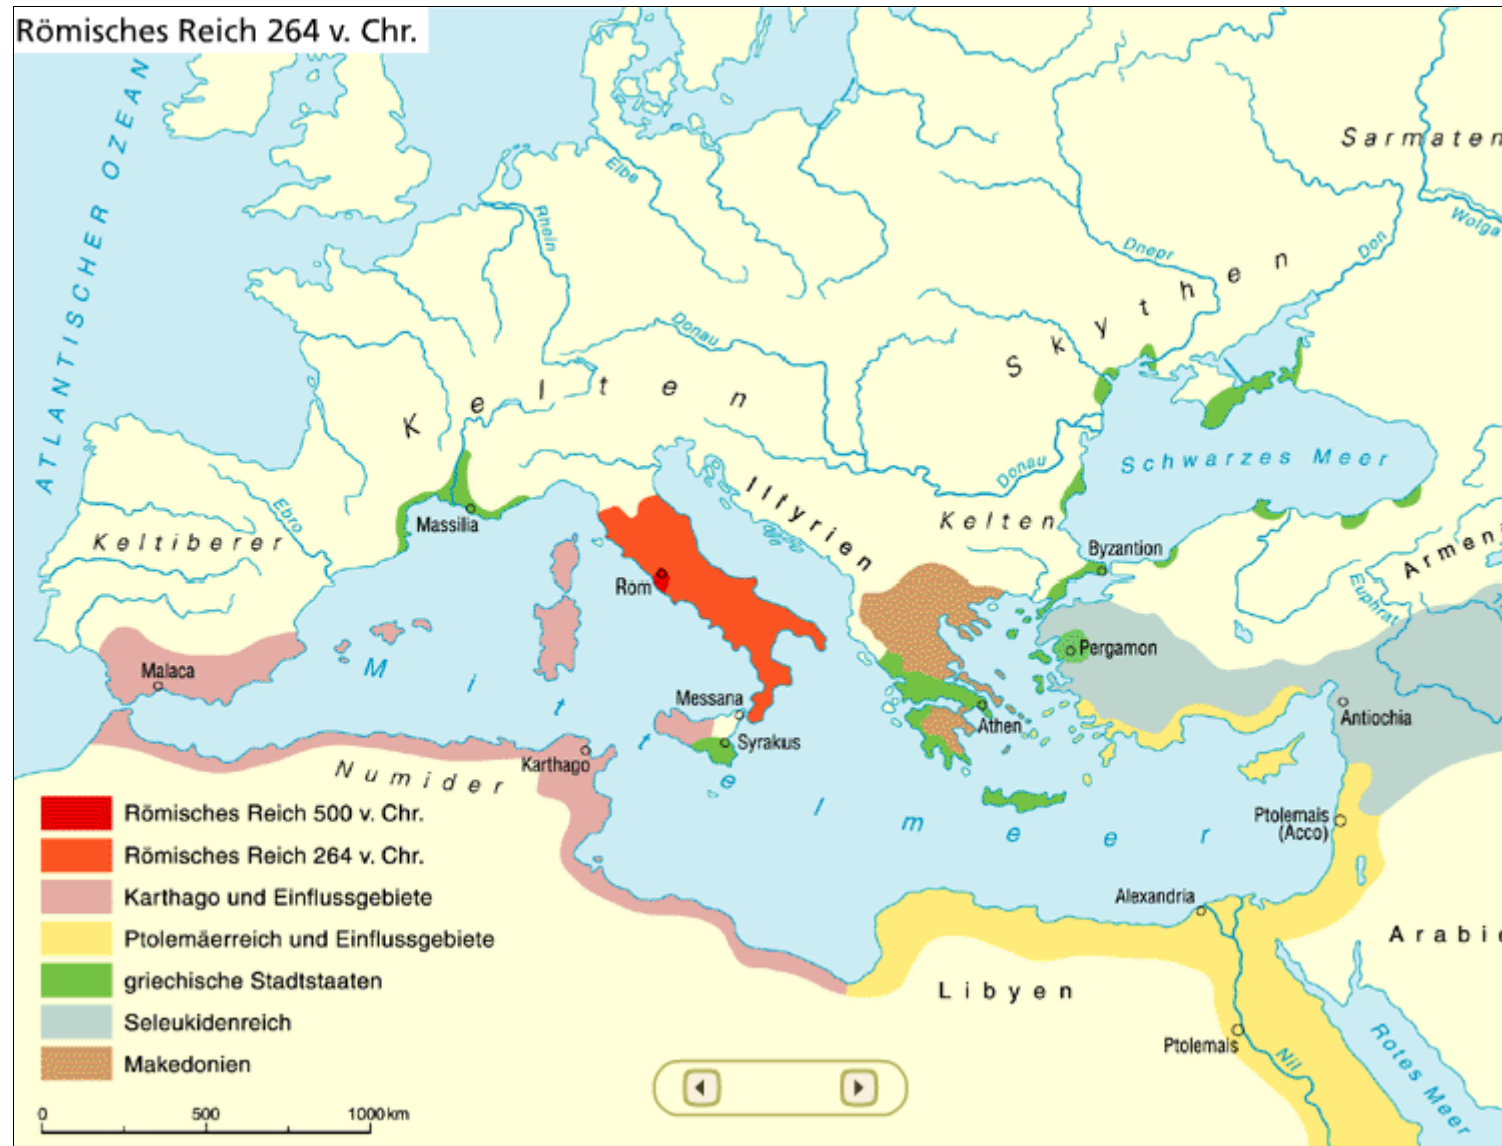 Römisches Reich 264 v. Chr.
ATLANTISCHER OZEAN
Sarmaten
Elbe
Wolga
Rhein
Dnepr
Don
Skythen
Donau
Kelten
Schwarzes Meer
Donau
Ebro
Illyrien
Massilia
Kelten
Keltiberer
Byzantion
Armen
Rom
Euphrat
Pergamon
Malaca
Mittelmeer
Messana
Athen
Antiochia
Syrakus
Karthago
Numider
Ptolemais
(Acco)
Alexandria
Arabie
Libyen
Ptolemais
Nil
Rotes Meer
Römisches Reich 500 v. Chr.
Römisches Reich 264 v. Chr.
Karthago und Einflussgebiete
Ptolemäerreich und Einflussgebiete
griechische Stadtstaaten
Seleukidenreich
Makedonien
0 500 1000 km